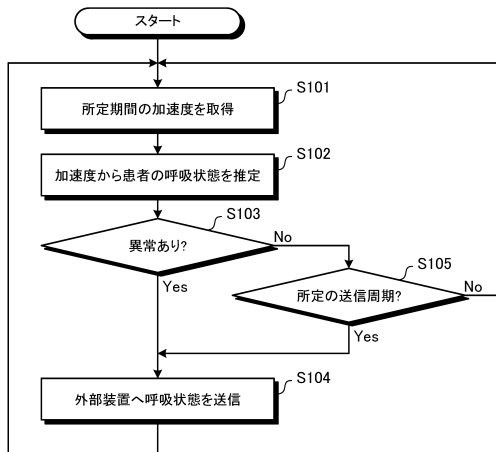 スタート
S101
所定期間の加速度を取得
S102
加速度から患者の呼吸状態を推定
S103
異常あり?
No
Yes
S105
所定の送信周期?
No
Yes
S104
外部装置へ呼吸状態を送信